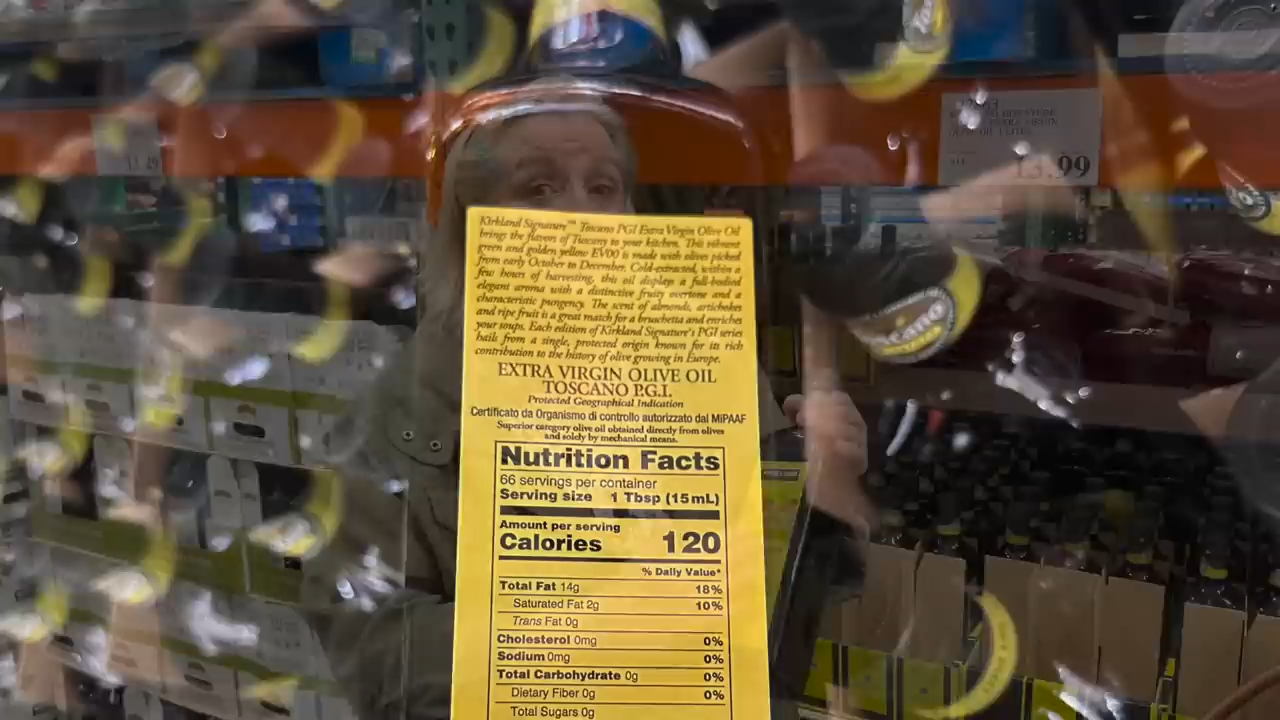 13.99
Kirkland Signature™ Toscano PGI Extra Virgin Olive Oil
brings the flavors of Tuscany to your kitchen. This vibrant
green and golden yellow EVOO is made with olives picked
from early October to December. Cold-extracted, within a
few hours of harvesting, this oil displays a full-bodied
elegant aroma with a distinctive fruity overtone and a
characteristic pungency. The scent of almonds, artichokes
and ripe fruit is a great match for a bruschetta and enriches
your soups. Each edition of Kirkland Signature's PGI series
hails from a single, protected origin known for its rich
contribution to the history of olive growing in Europe.
EXTRA VIRGIN OLIVE OIL
TOSCANO P.G.I.
Protected Geographical Indication
Certificato da Organismo di controllo autorizzato dal MiPAAF
Superior category olive oil obtained directly from olives
and solely by mechanical means.
Nutrition Facts
66 servings per container
Serving size 1 Tbsp (15mL)
Amount per serving
Calories 120
% Daily Value*
Total Fat 14g 18%
Saturated Fat 2g 10%
Trans Fat 0g
Cholesterol 0mg 0%
Sodium 0mg 0%
Total Carbohydrate 0g 0%
Dietary Fiber 0g 0%
Total Sugars 0g